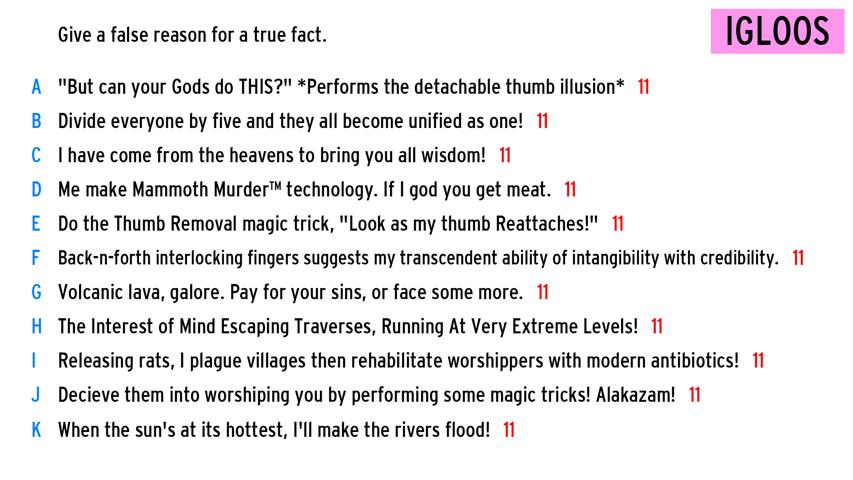 Give a false reason for a true fact.
IGLOOS
A "But can your Gods do THIS?" *Performs the detachable thumb illusion* 11
B Divide everyone by five and they all become unified as one! 11
C I have come from the heavens to bring you all wisdom! 11
D Me make Mammoth Murder™ technology. If I god you get meat. 11
E Do the Thumb Removal magic trick, "Look as my thumb Reattaches!" 11
F Back-n-forth interlocking fingers suggests my transcendent ability of intangibility with credibility. 11
G Volcanic lava, galore. Pay for your sins, or face some more. 11
H The Interest of Mind Escaping Traverses, Running At Very Extreme Levels! 11
I Releasing rats, I plague villages then rehabilitate worshippers with modern antibiotics! 11
J Decieve them into worshiping you by performing some magic tricks! Alakazam! 11
K When the sun's at its hottest, I'll make the rivers flood! 11